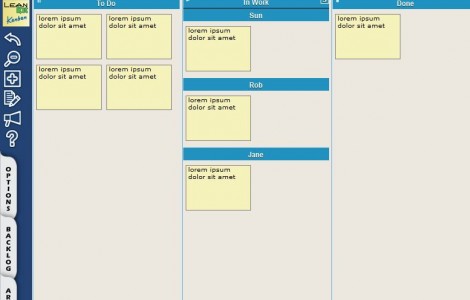 LEAN
Kanban
To Do
In Work
Done
lorem ipsum
dolor sit amet
lorem ipsum
dolor sit amet
lorem ipsum
dolor sit amet
lorem ipsum
dolor sit amet
Sun
lorem ipsum
dolor sit amet
Rob
lorem ipsum
dolor sit amet
Jane
lorem ipsum
dolor sit amet
lorem ipsum
dolor sit amet
OPTIONS
BACKLOG
AR